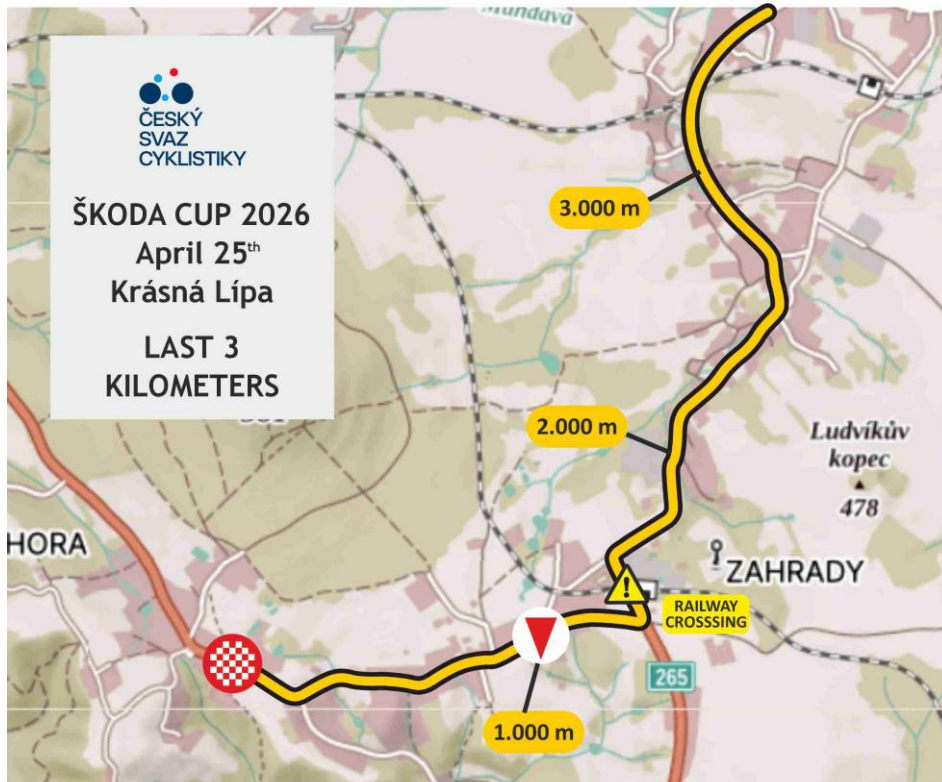 Mandava
ČESKÝ
SVAZ
CYKLISTIKY
ŠKODA CUP 2026
April 25th
Krásná Lípa
LAST 3
KILOMETERS
3.000 m
2.000 m
Ludvíkův
kopec
478
HORA
ZAHRADY
RAILWAY
CROSSSING
265
1.000 m